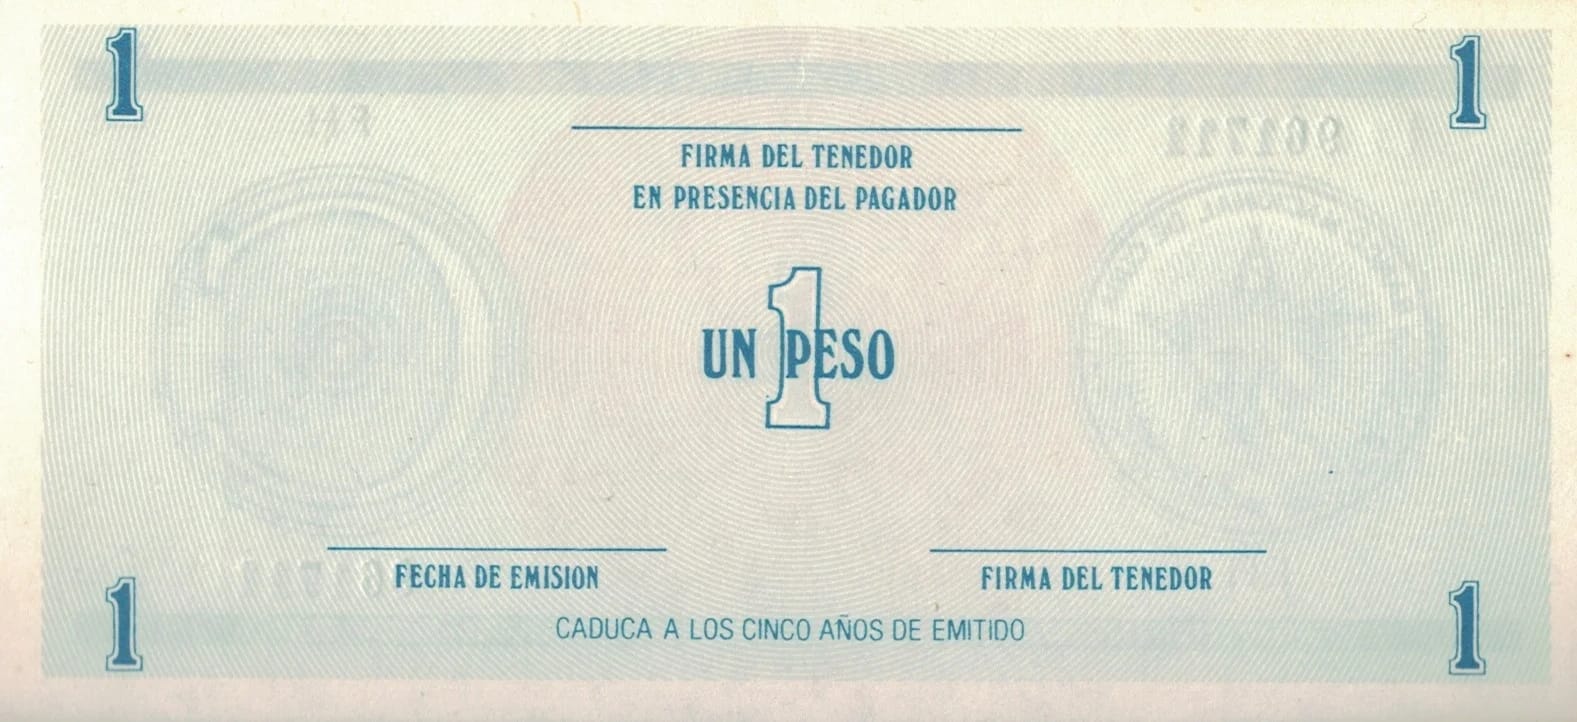 1 1
FIRMA DEL TENEDOR
EN PRESENCIA DEL PAGADOR
1
UN PESO
FECHA DE EMISION FIRMA DEL TENEDOR
CADUCA A LOS CINCO AÑOS DE EMITIDO
1 1